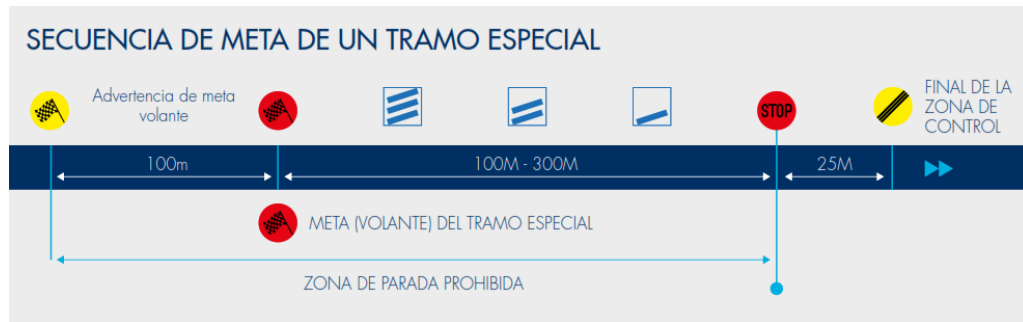 SECUENCIA DE META DE UN TRAMO ESPECIAL
Advertencia de meta
volante
STOP
FINAL DE LA
ZONA DE
CONTROL
100m
100M - 300M
25M
META (VOLANTE) DEL TRAMO ESPECIAL
ZONA DE PARADA PROHIBIDA